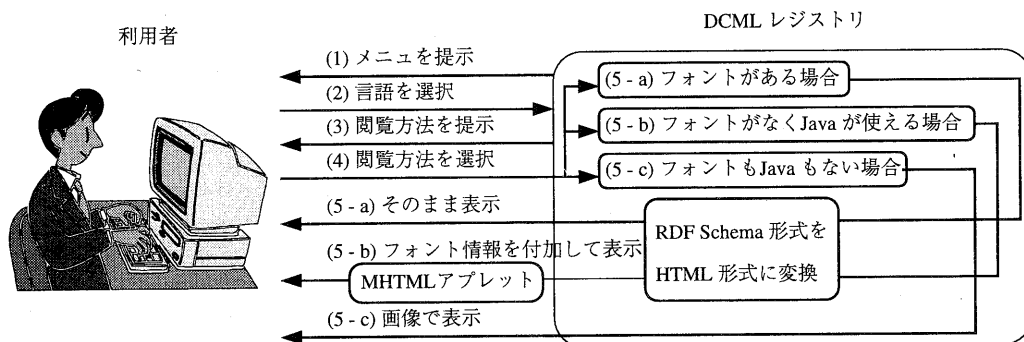 DCML レジストリ
利用者
(1) メニュを提示
(2) 言語を選択
(3) 閲覧方法を提示
(4) 閲覧方法を選択
(5 - a) フォントがある場合
(5 - b) フォントがなくJava が使える場合
(5 - c) フォントもJava もない場合
(5 - a) そのまま表示
(5 - b) フォント情報を付加して表示
MHTMLアプレット
(5 - c) 画像で表示
RDF Schema 形式を
HTML 形式に変換